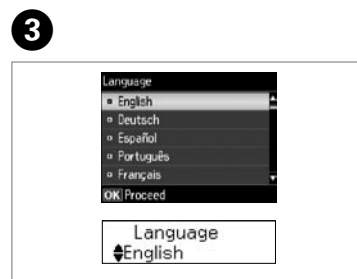 3
Language
English
Deutsch
Español
Português
Français
OK Proceed
Language
English